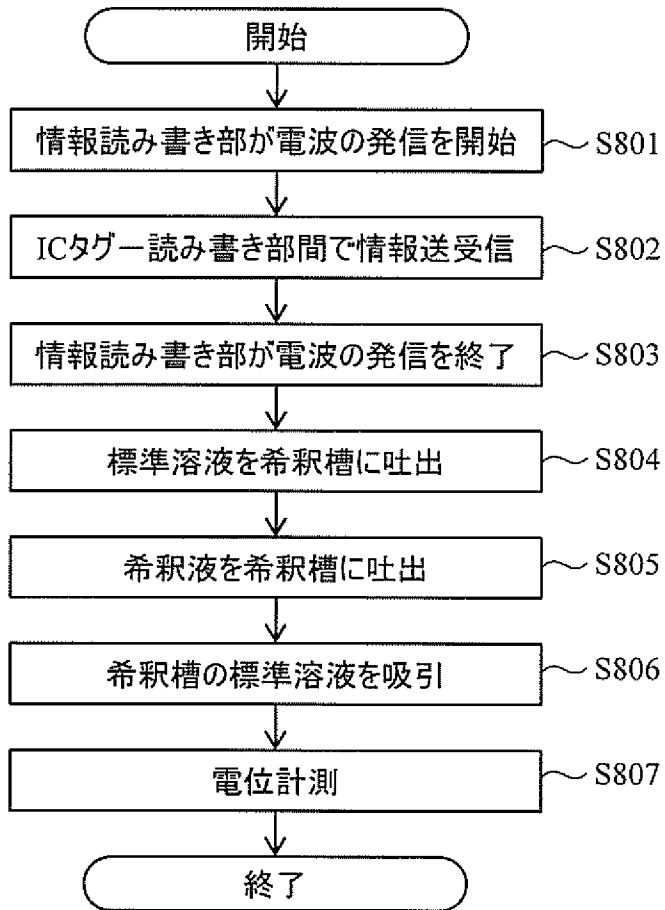 開始
情報読み書き部が電波の発信を開始 S801
ICタグー読み書き部間で情報送受信 S802
情報読み書き部が電波の発信を終了 S803
標準溶液を希釈槽に吐出 S804
希釈液を希釈槽に吐出 S805
希釈槽の標準溶液を吸引 S806
電位計測 S807
終了